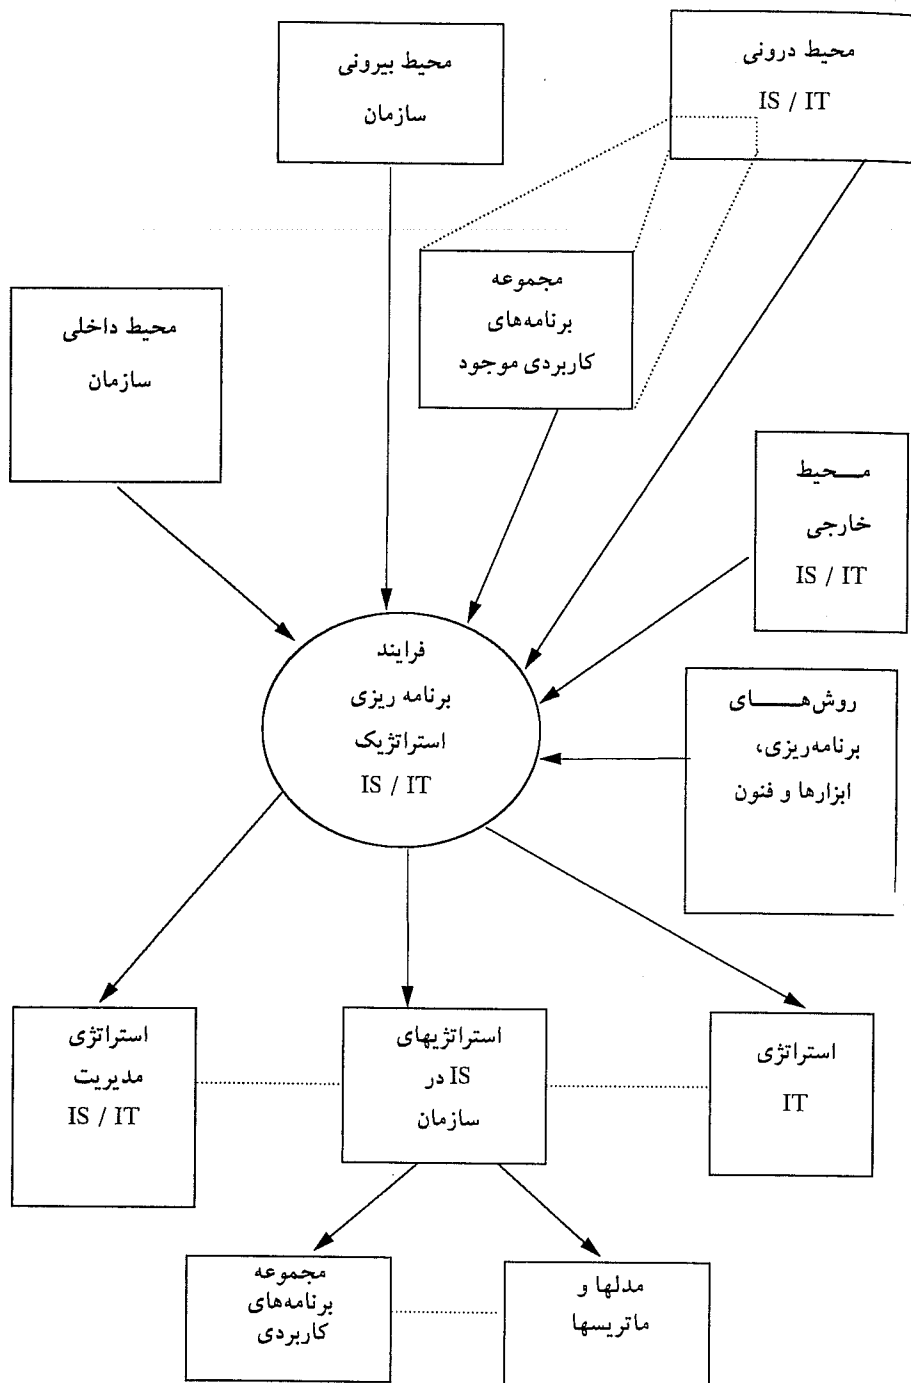 محیط بیرونی
سازمان
محیط درونی
IS / IT
مجموعه
برنامه‌های
کاربردی موجود
محیط داخلی
سازمان
مـــحیط
خارجی
IS / IT
فرایند
برنامه ریزی
استراتژیک
IS / IT
روش‌هــــای
برنامه‌ریزی،
ابزارها و فنون
استراتژی
IT
استراتژیهای
IS در
سازمان
استراتژی
مدیریت
IS / IT
مدلها و
ماتریسها
مجموعه
برنامه‌های
کاربردی